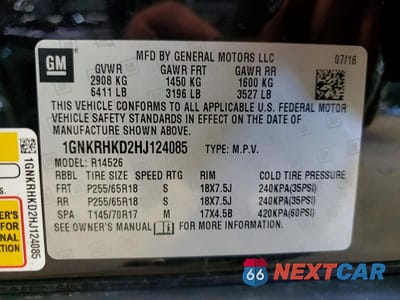 GM
MFD BY GENERAL MOTORS LLC
07/16
GVWR GAWR FRT GAWR RR
2908 KG 1450 KG 1600 KG
6411 LB 3196 LB 3527 LB
THIS VEHICLE CONFORMS TO ALL APPLICABLE U.S. FEDERAL MOTOR
VEHICLE SAFETY STANDARDS IN EFFECT ON THE DATE OF
MANUFACTURE SHOWN ABOVE.
1GNKRHKD2HJ124085 TYPE: M.P.V.
MODEL: R14526
RBBL TIRE SIZE SPEED RTG RIM COLD TIRE PRESSURE
FRT P255/65R18 S 18X7.5J 240KPA(35PSI)
RR P255/65R18 S 18X7.5J 240KPA(35PSI)
SPA T145/70R17 M 17X4.5B 420KPA(60PSI)
SEE OWNER'S MANUAL FOR MORE INFORMATION.
1GNKRHKD2HJ124085
66 NEXTCAR